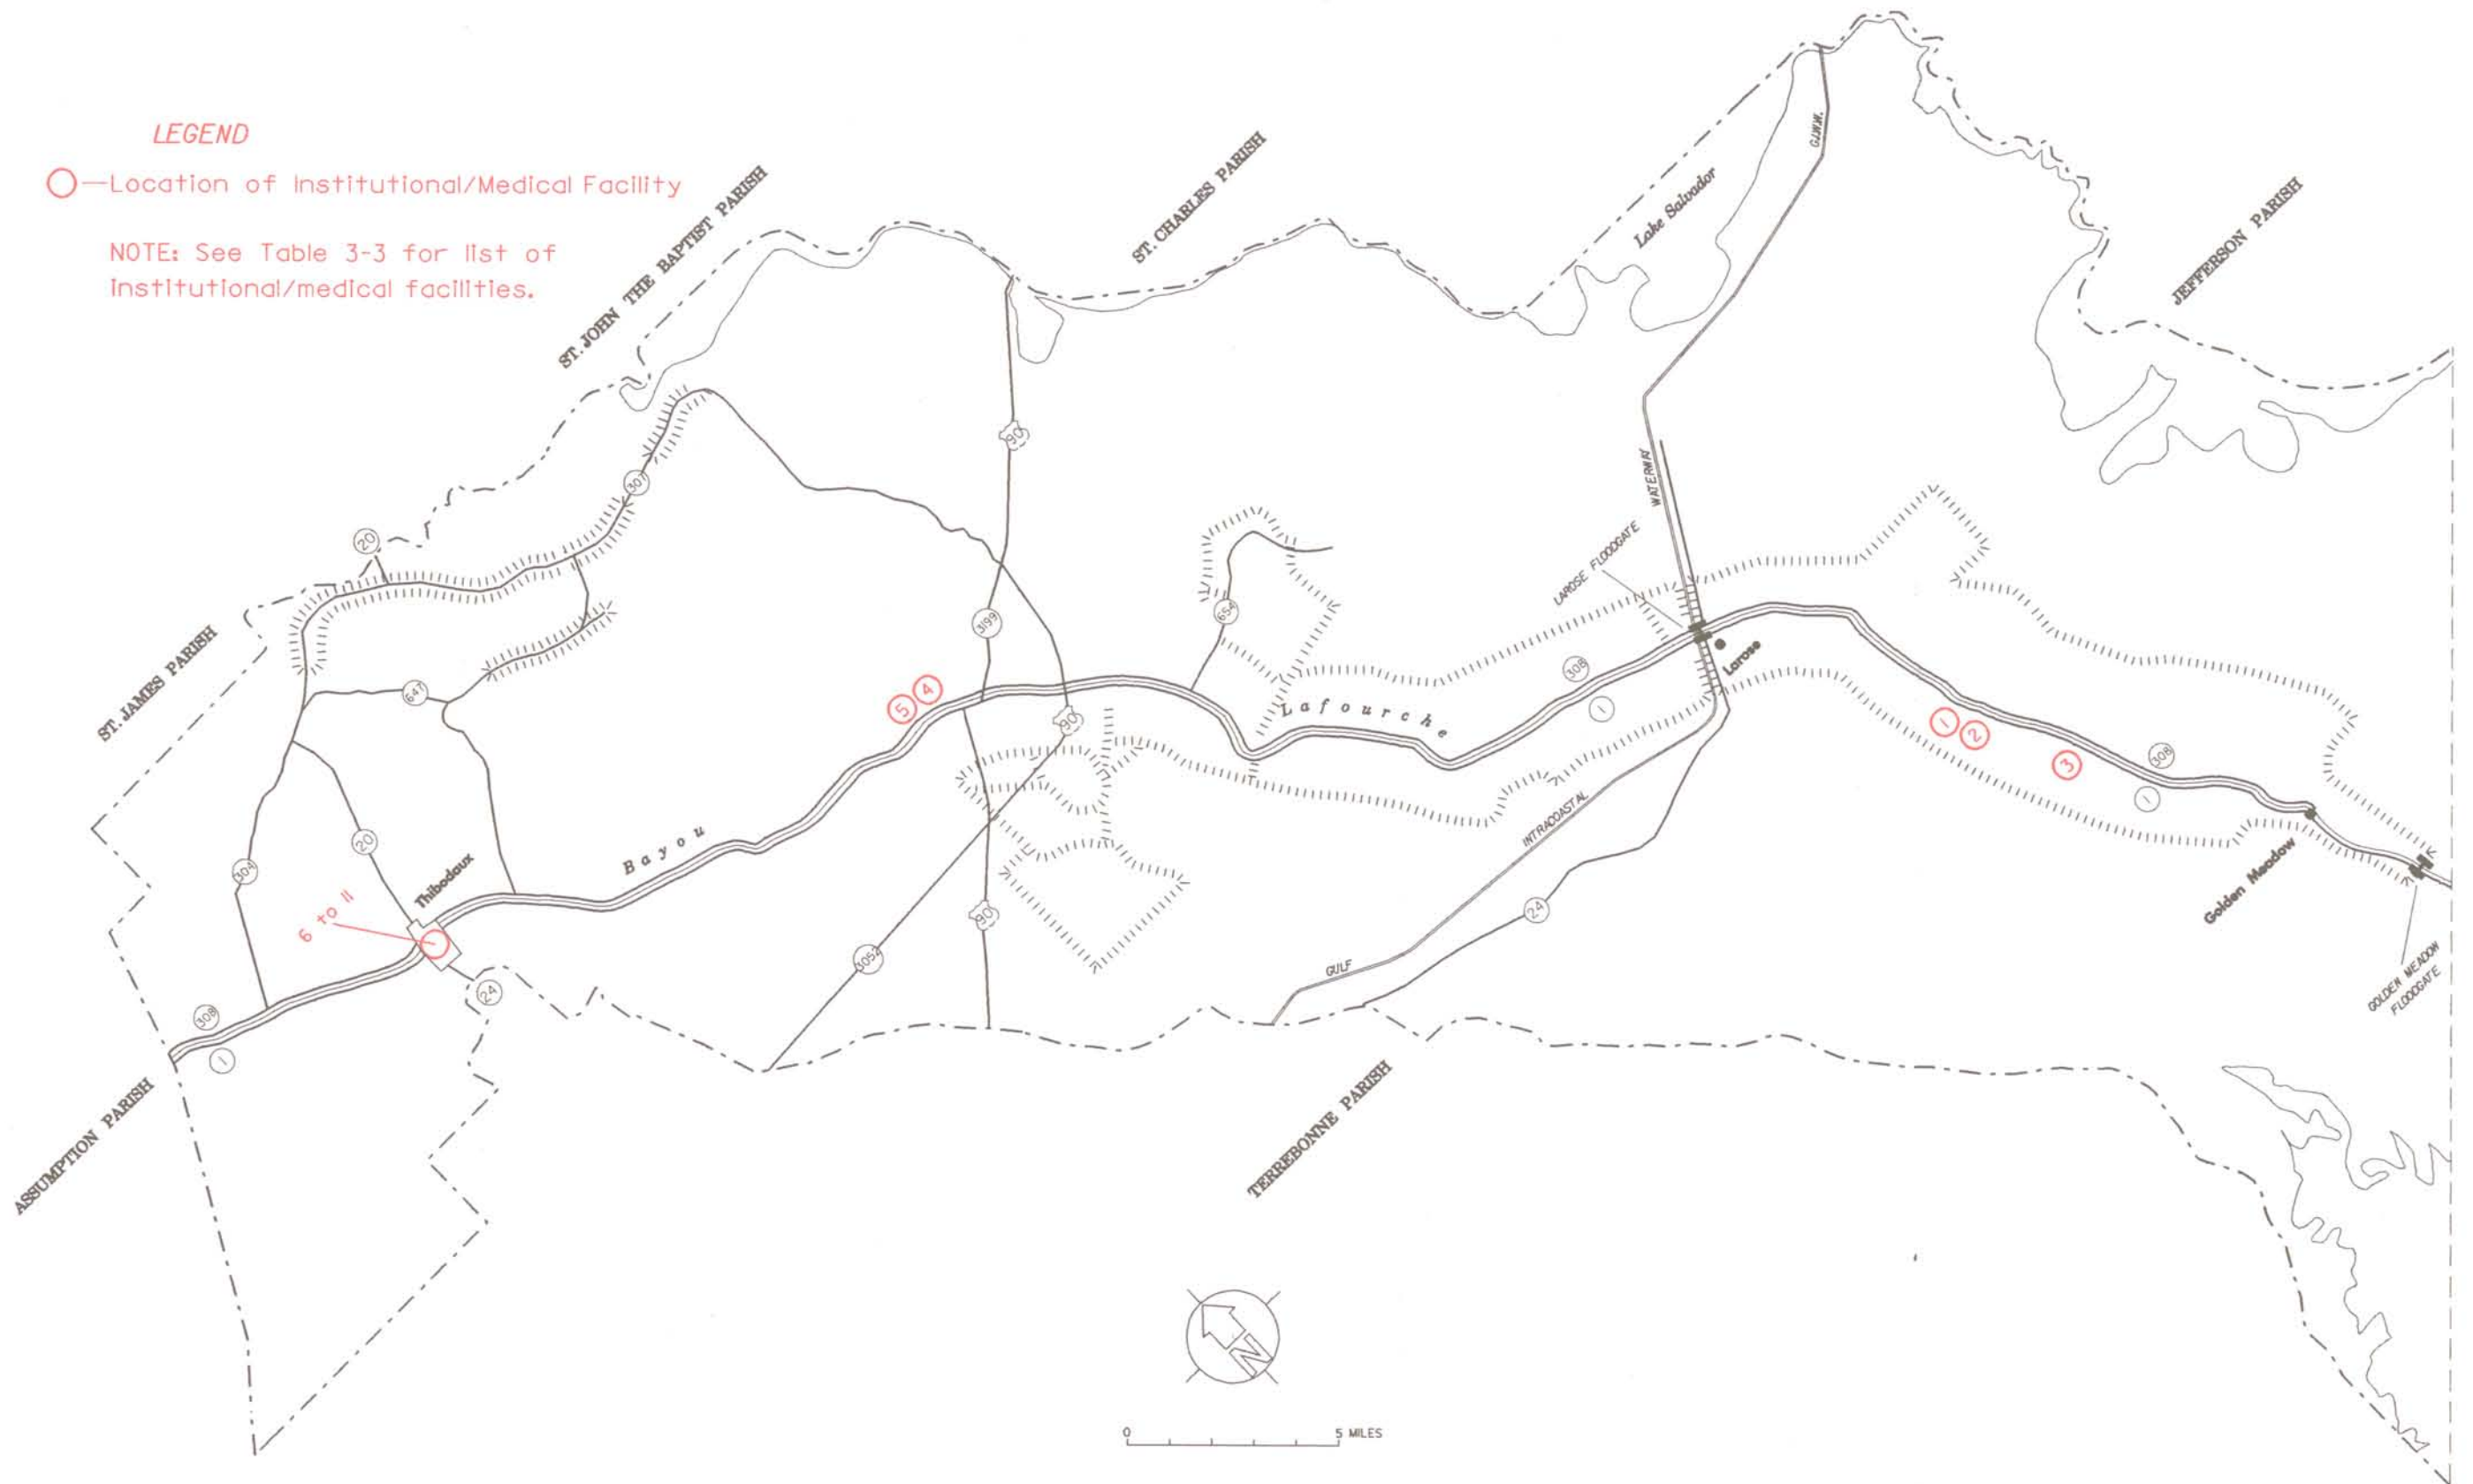 LEGEND
Location of Institutional/Medical Facility
NOTE: See Table 3-3 for list of
institutional/medical facilities.
ST. JOHN THE BAPTIST PARISH
ST. CHARLES PARISH
Lake Salvador
G.I.W.W.
JEFFERSON PARISH
90
WATERWAY
307
20
LAROSE FLOODGATE
ST. JAMES PARISH
3199
654
647
5
4
308
Larose
90
Lafourche
1
1
2
3
308
1
INTRACOASTAL
304
20
Thibodaux
Bayou
Golden Meadow
6 to 11
90
24
3052
GULF
24
GOLDEN MEADOW
FLOODGATE
308
1
ASSUMPTION PARISH
TERREBONNE PARISH
N
0
5 MILES